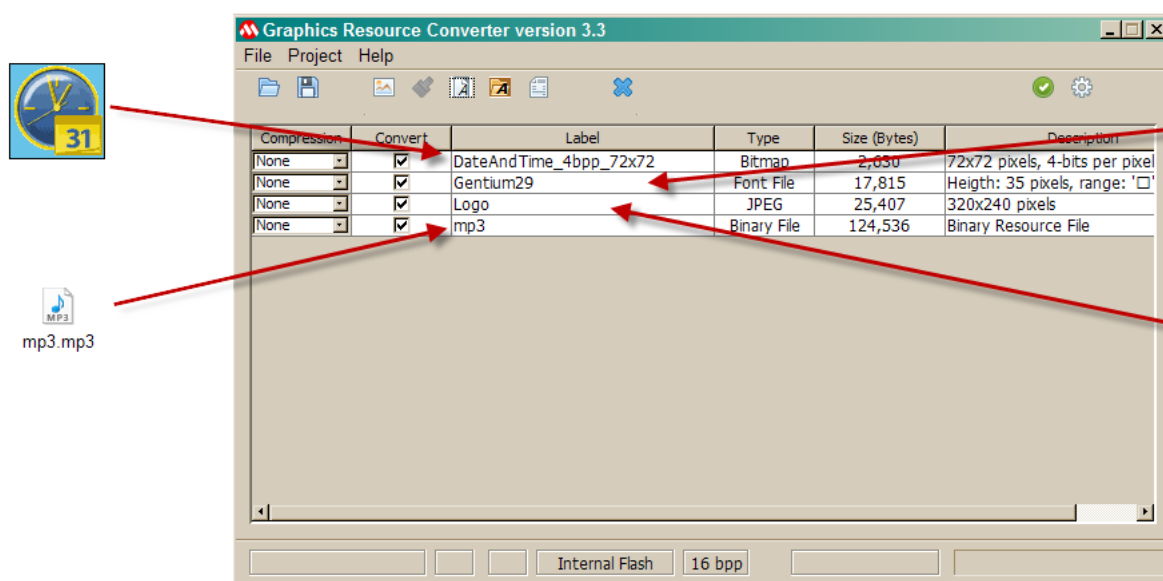 Graphics Resource Converter version 3.3
File Project Help
31
Compression Convert Label Type Size (Bytes) Description
None DateAndTime_4bpp_72x72 Bitmap 2,630 72x72 pixels, 4-bits per pixel
None Gentium29 Font File 17,815 Heigth: 35 pixels, range: '□'
None Logo JPEG 25,407 320x240 pixels
None mp3 Binary File 124,536 Binary Resource File
MP3
mp3.mp3
Internal Flash 16 bpp